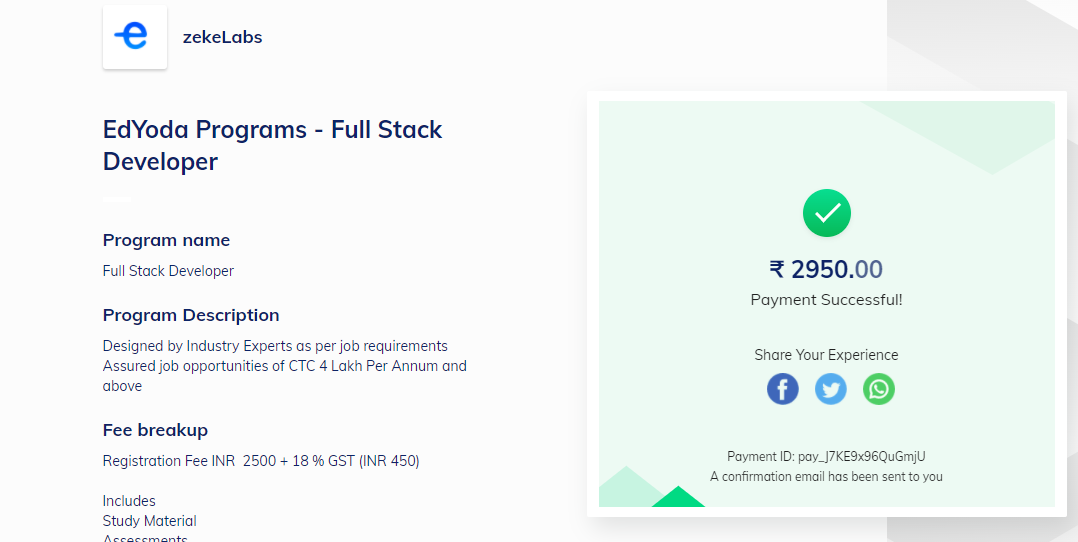 zekeLabs
EdYoda Programs - Full Stack
Developer
Program name
Full Stack Developer
Program Description
Designed by Industry Experts as per job requirements
Assured job opportunities of CTC 4 Lakh Per Annum and
above
Fee breakup
Registration Fee INR  2500 + 18 % GST (INR 450)
Includes
Study Material
Assessments
₹ 2950.00
Payment Successful!
Share Your Experience
Payment ID: pay_J7KE9x96QuGmjU
A confirmation email has been sent to you